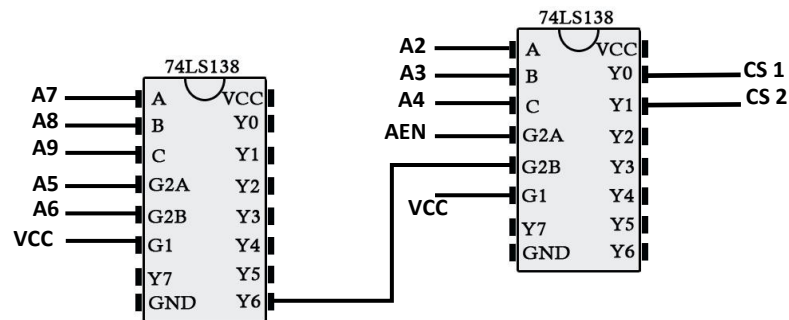 74LS138
A7 A VCC
A8 B Y0
A9 C Y1
A5 G2A Y2
A6 G2B Y3
VCC G1 Y4
Y7 Y5
GND Y6
74LS138
A2 A VCC
A3 B Y0 CS 1
A4 C Y1 CS 2
AEN G2A Y2
G2B Y3
VCC G1 Y4
Y7 Y5
GND Y6